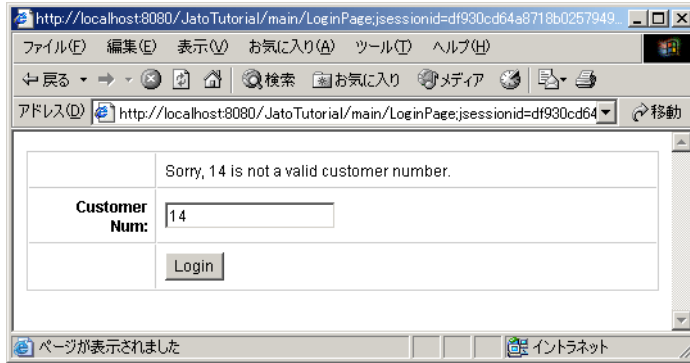 http://localhost:8080/JatoTutorial/main/LoginPage;jsessionid=df930cd64a8718b0257949...
ファイル(F) 編集(E) 表示(V) お気に入り(A) ツール(T) ヘルプ(H)
戻る 検索 お気に入り メディア
アドレス(D) http://localhost:8080/JatoTutorial/main/LoginPage;jsessionid=df930cd64 移動
Sorry, 14 is not a valid customer number.
Customer
Num: 14
Login
ページが表示されました イントラネット